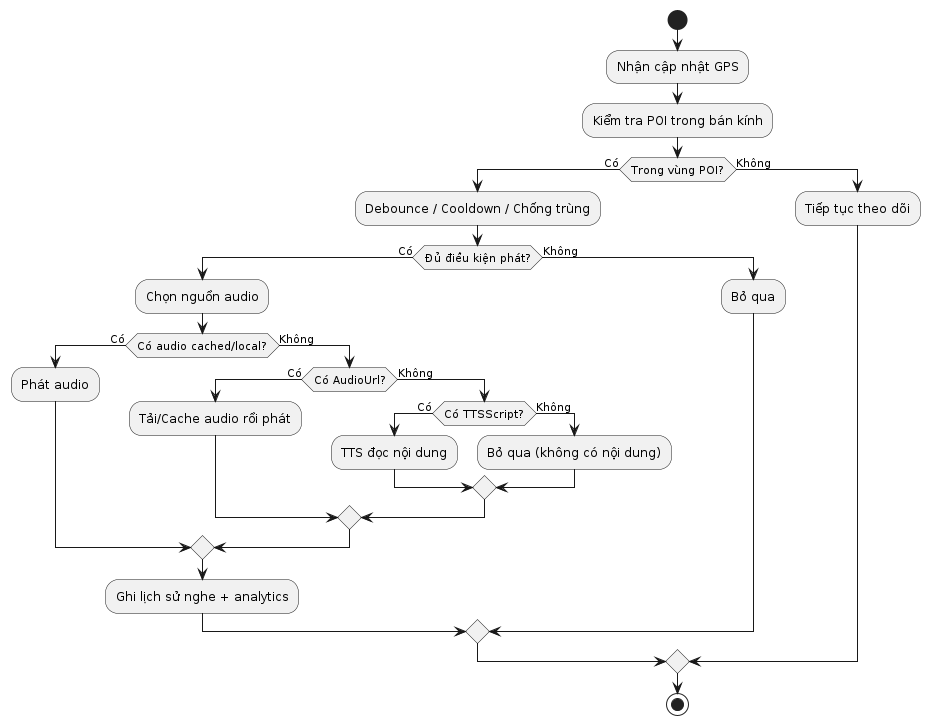 Nhận cập nhật GPS
Kiểm tra POI trong bán kính
Có
Trong vùng POI?
Không
Debounce / Cooldown / Chống trùng
Tiếp tục theo dõi
Có
Đủ điều kiện phát?
Không
Chọn nguồn audio
Bỏ qua
Có
Có audio cached/local?
Không
Phát audio
Có
Có AudioUrl?
Không
Tải/Cache audio rồi phát
Có
Có TTSScript?
Không
TTS đọc nội dung
Bỏ qua (không có nội dung)
Ghi lịch sử nghe + analytics